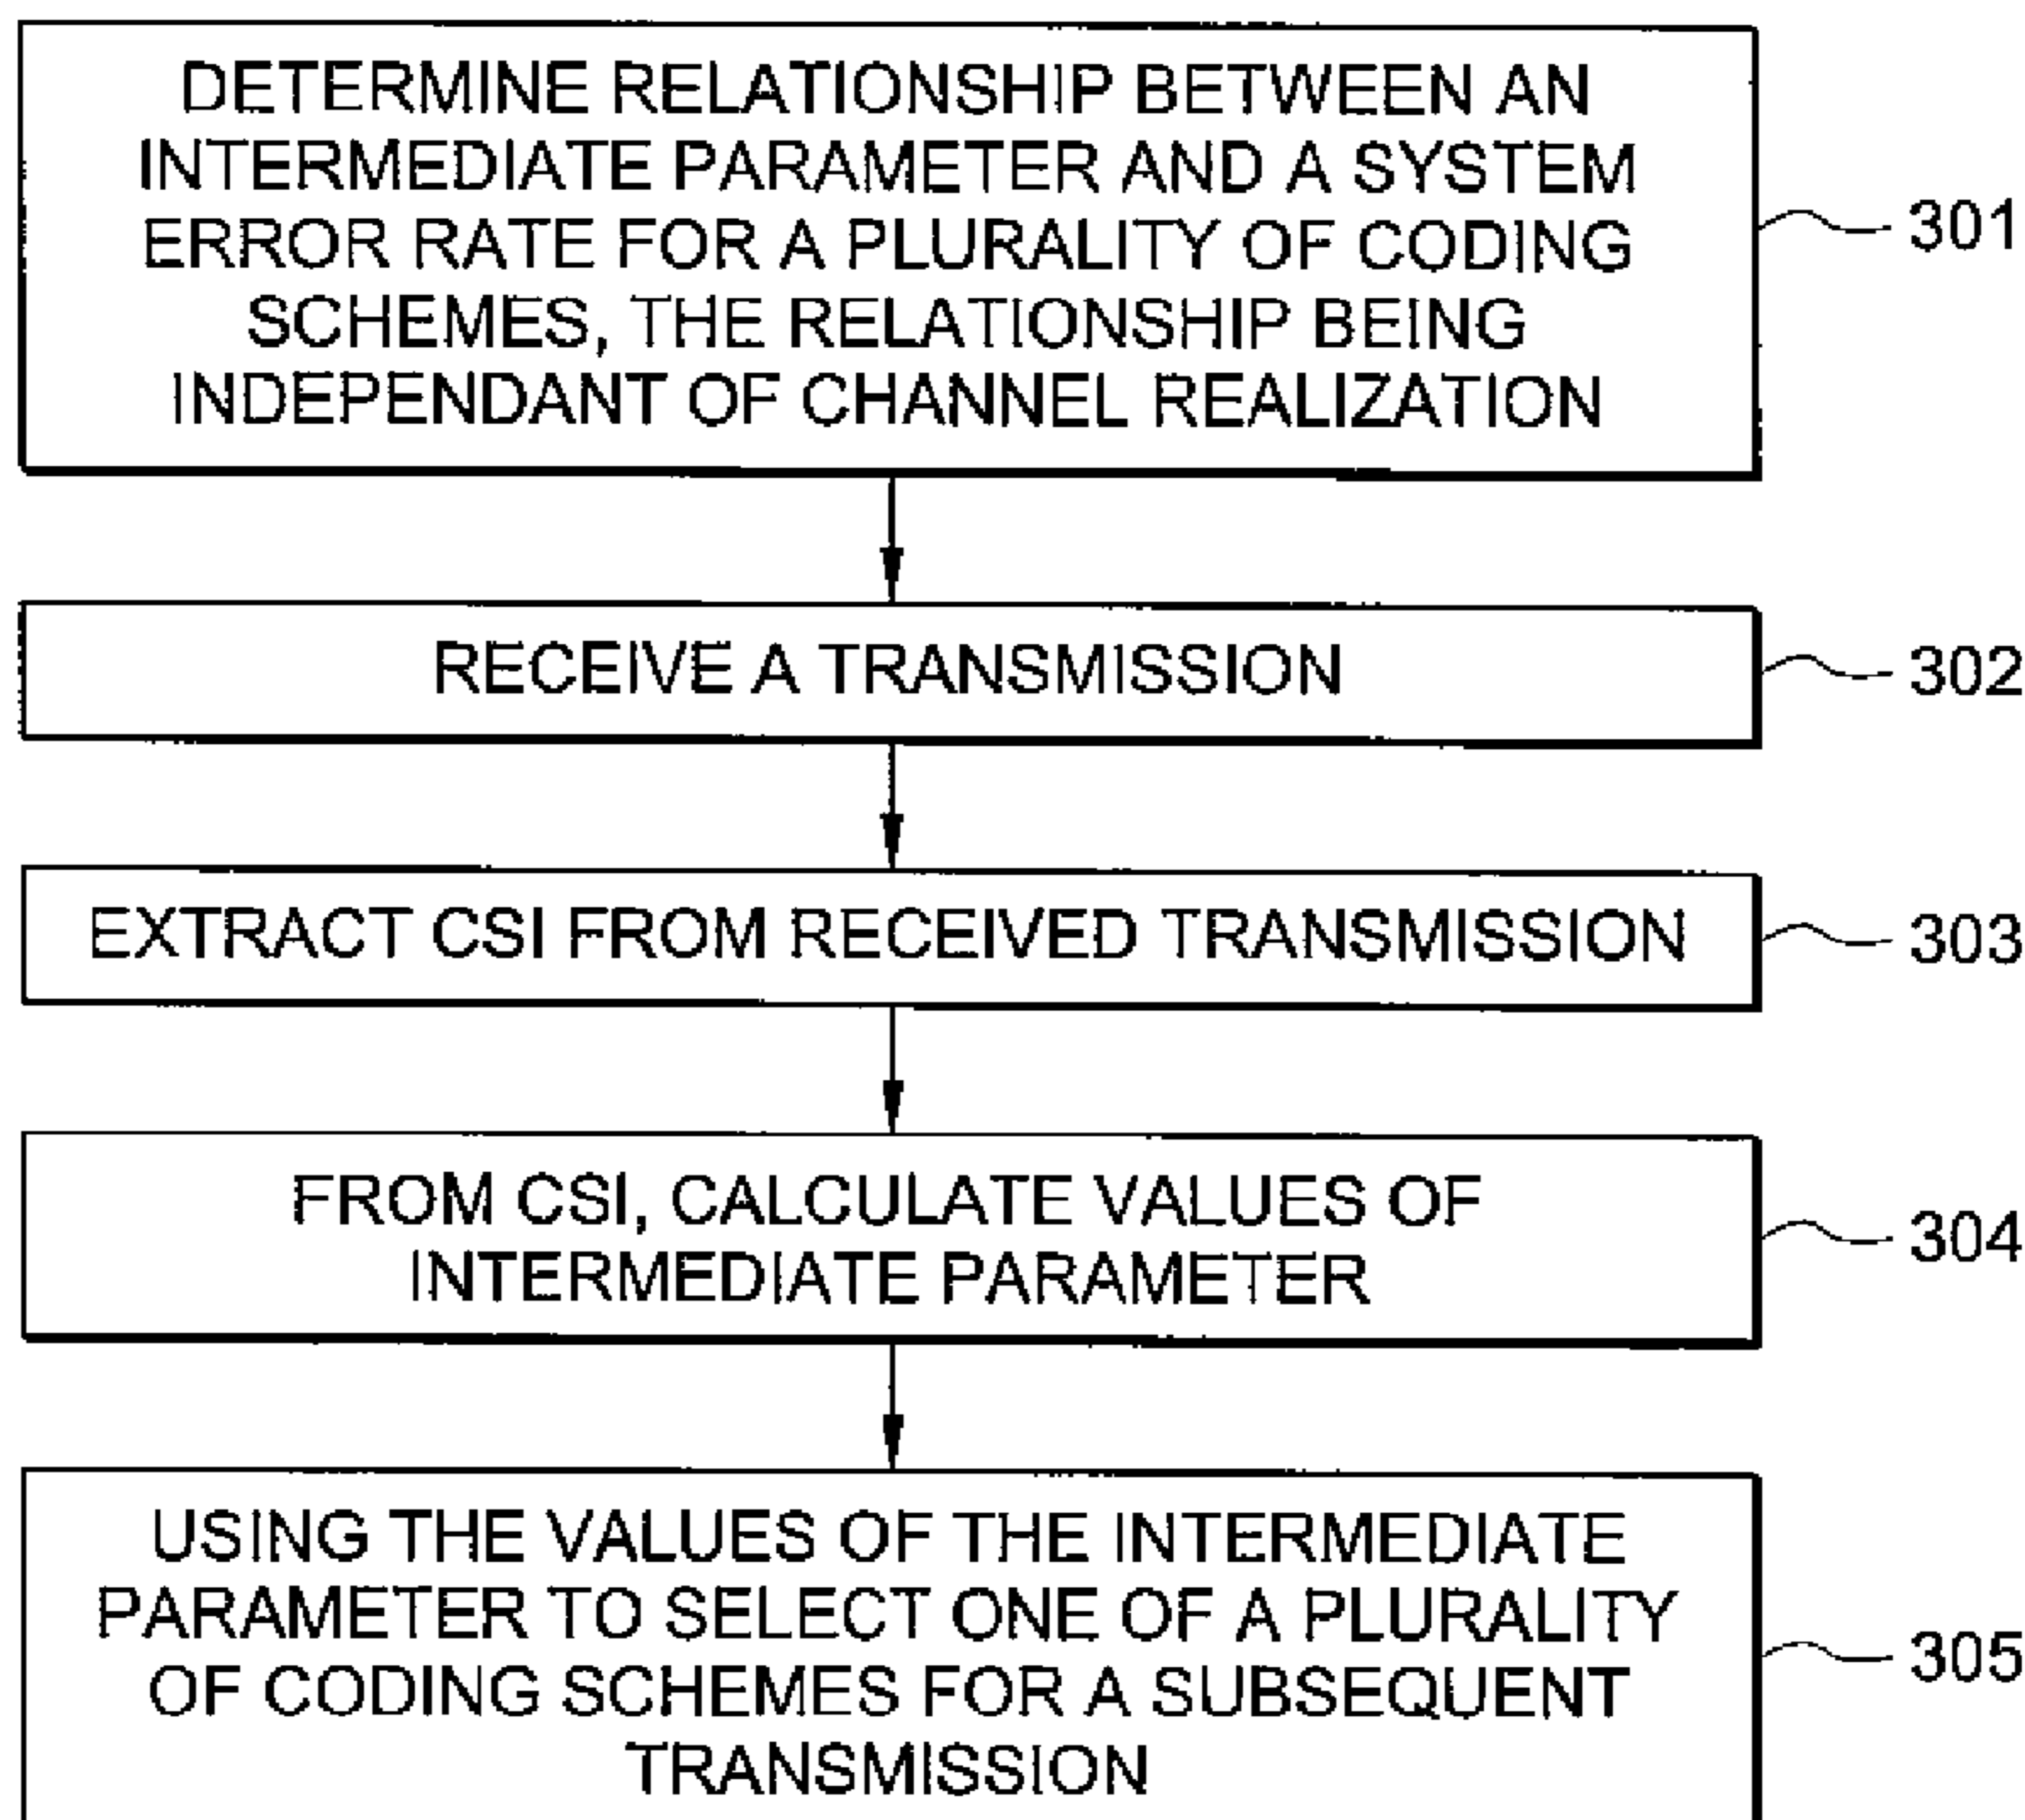 DETERMINE RELATIONSHIP BETWEEN AN
INTERMEDIATE PARAMETER AND A SYSTEM
ERROR RATE FOR A PLURALITY OF CODING
SCHEMES, THE RELATIONSHIP BEING
INDEPENDANT OF CHANNEL REALIZATION
301
RECEIVE A TRANSMISSION
302
EXTRACT CSI FROM RECEIVED TRANSMISSION
303
FROM CSI, CALCULATE VALUES OF
INTERMEDIATE PARAMETER
304
USING THE VALUES OF THE INTERMEDIATE
PARAMETER TO SELECT ONE OF A PLURALITY
OF CODING SCHEMES FOR A SUBSEQUENT
TRANSMISSION
305